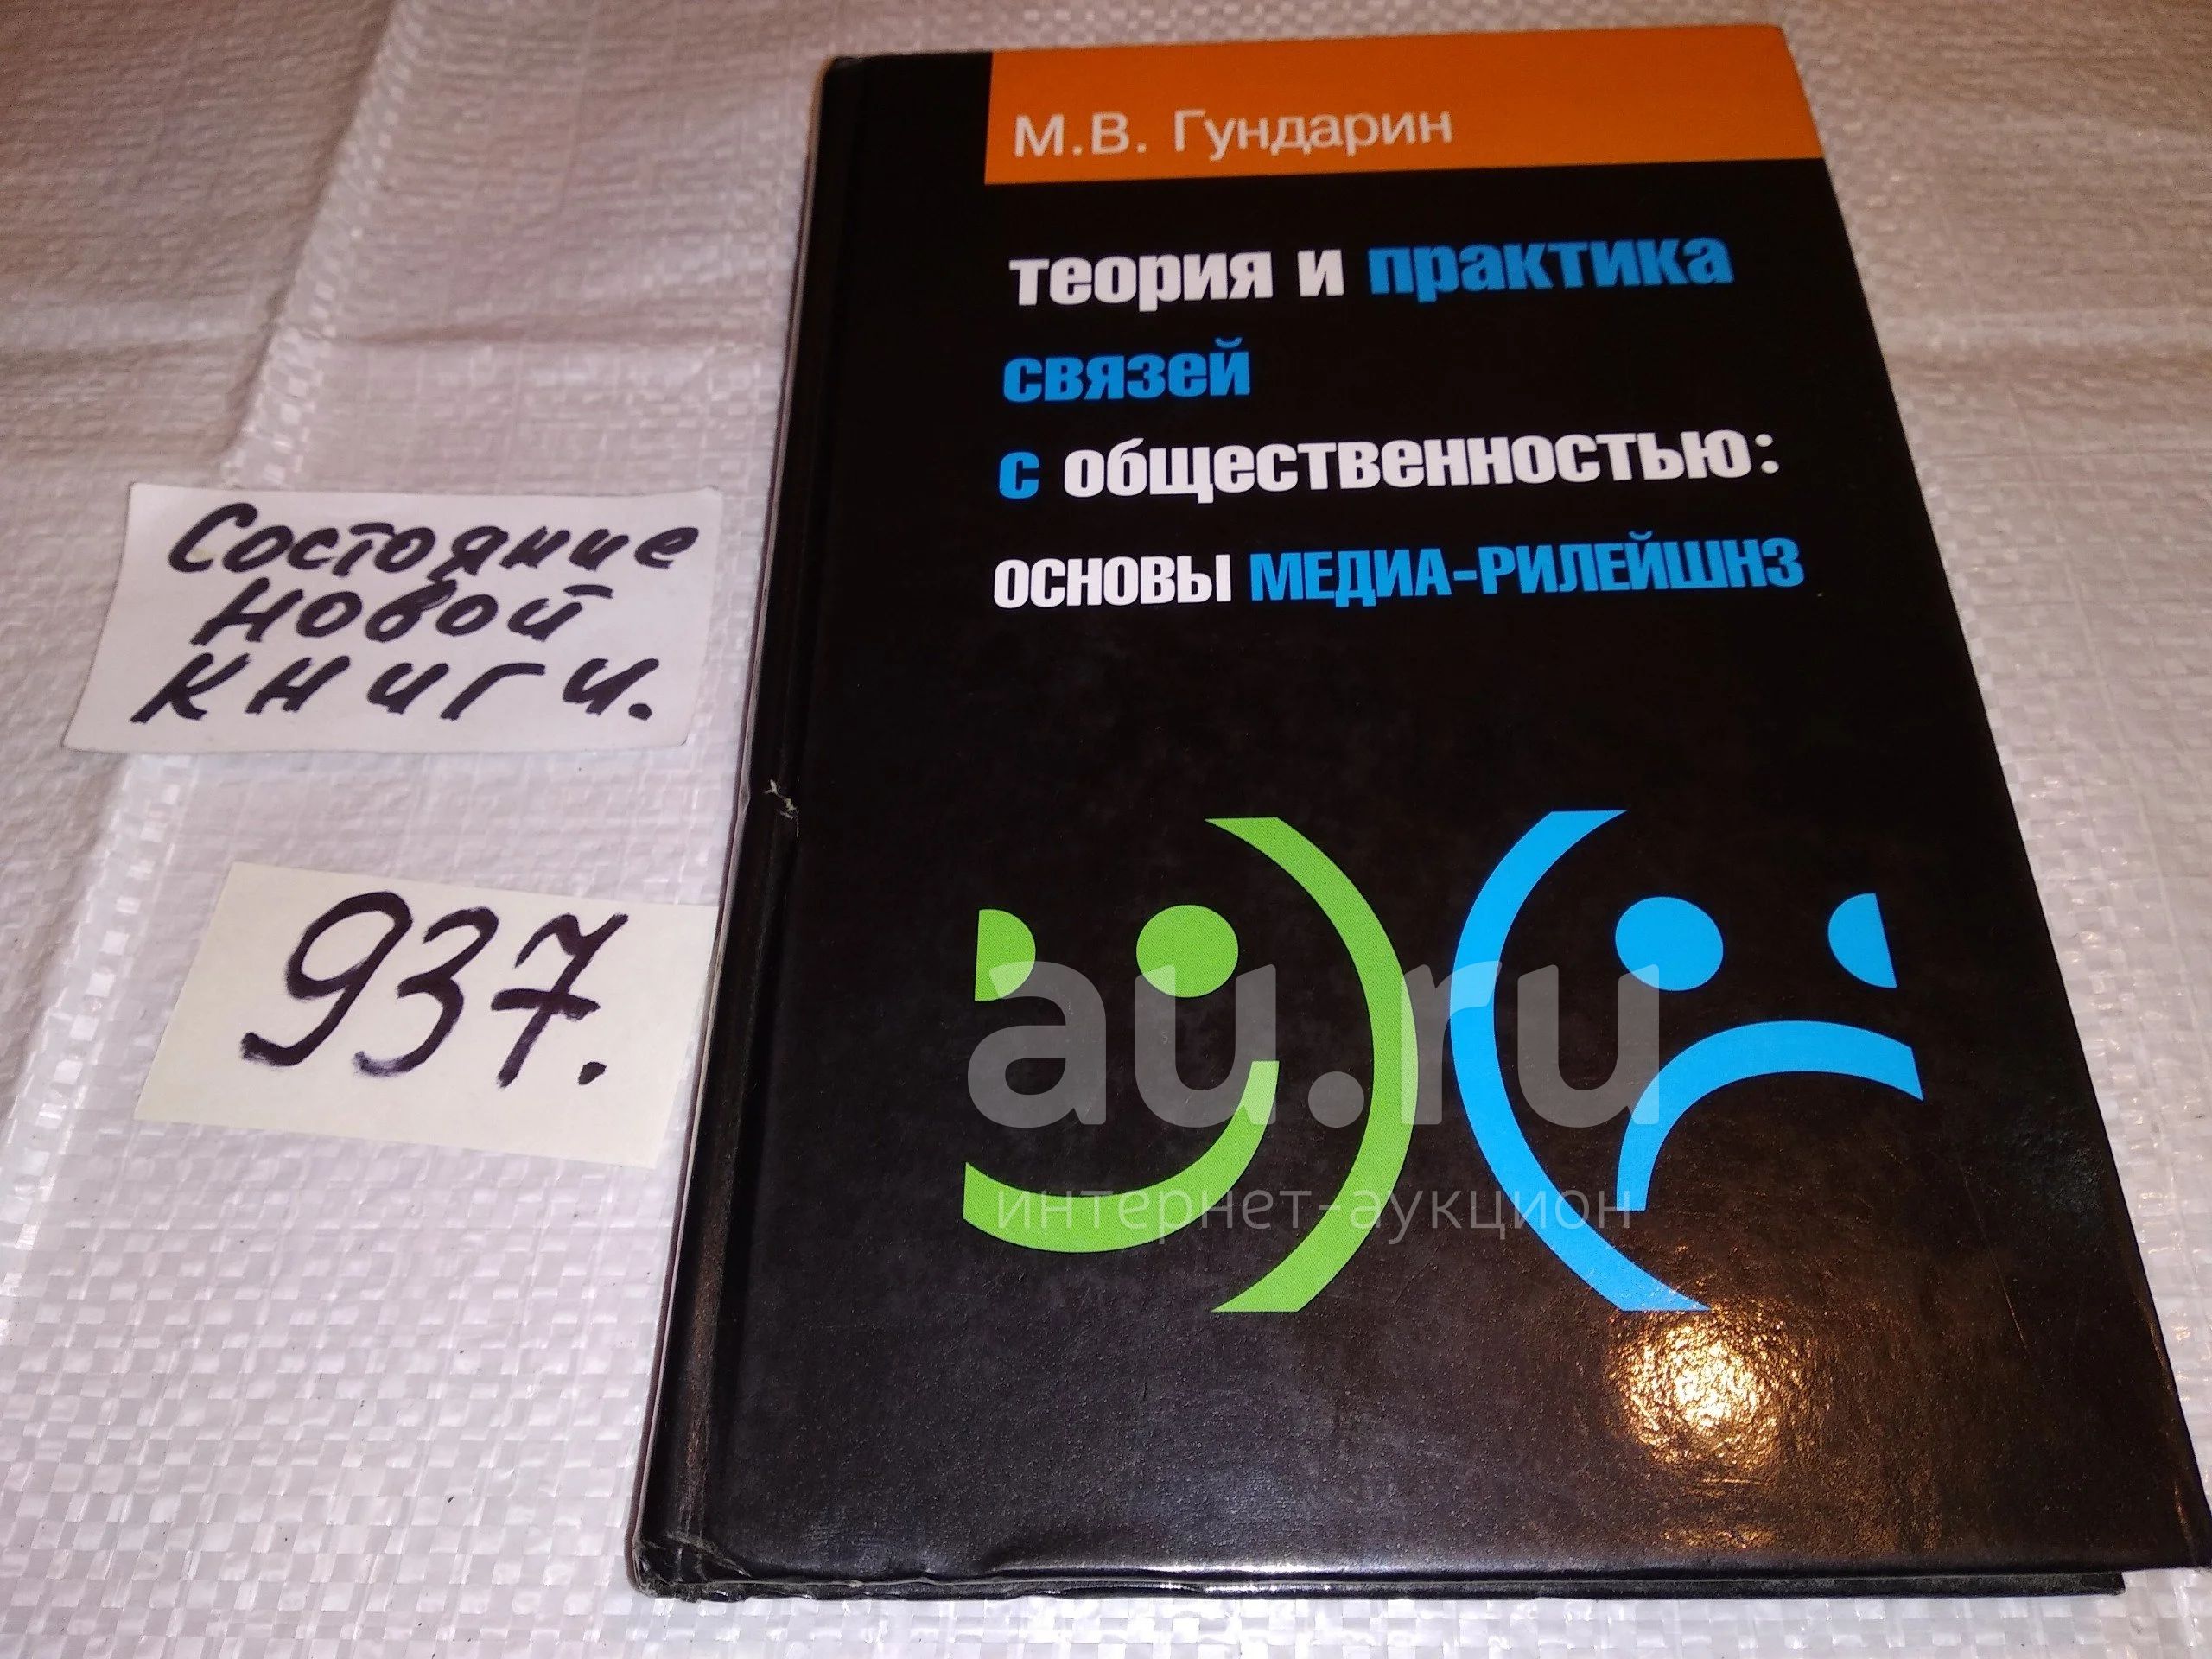 М.В. Гундарин
теория и практика
связей
с общественностью:
основы МЕДИА-РИЛЕЙШНЗ
Состояние
новой
книги.
937.
au.ru
интернет-аукцион